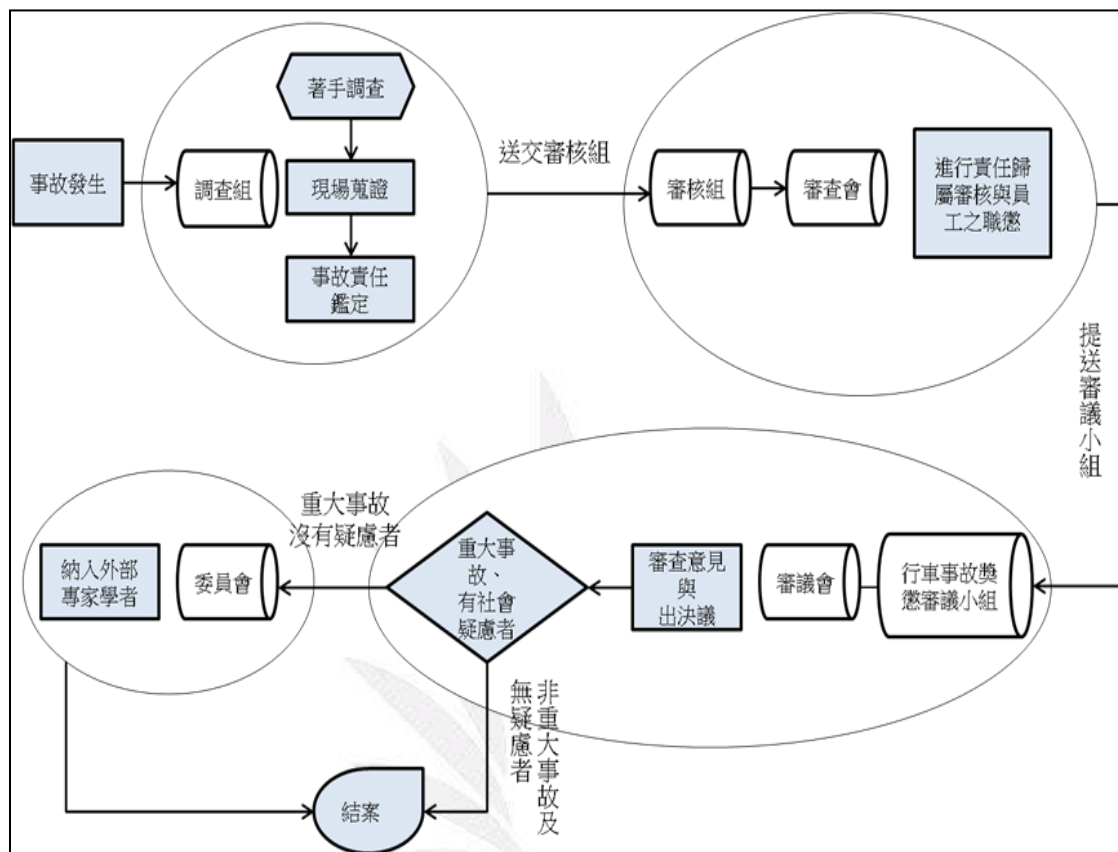 著手調查
事故發生
調查組
現場蒐證
事故責任
鑑定
送交審核組
審核組
審查會
進行責任歸
屬審核與員
工之職懲
提送審議小組
行車事故獎
懲審議小組
審議會
審查意見
與
出決議
重大事
故、
有社會
疑慮者
重大事故
沒有疑慮者
委員會
納入外部
專家學者
非重大事故及
無疑慮者
結案